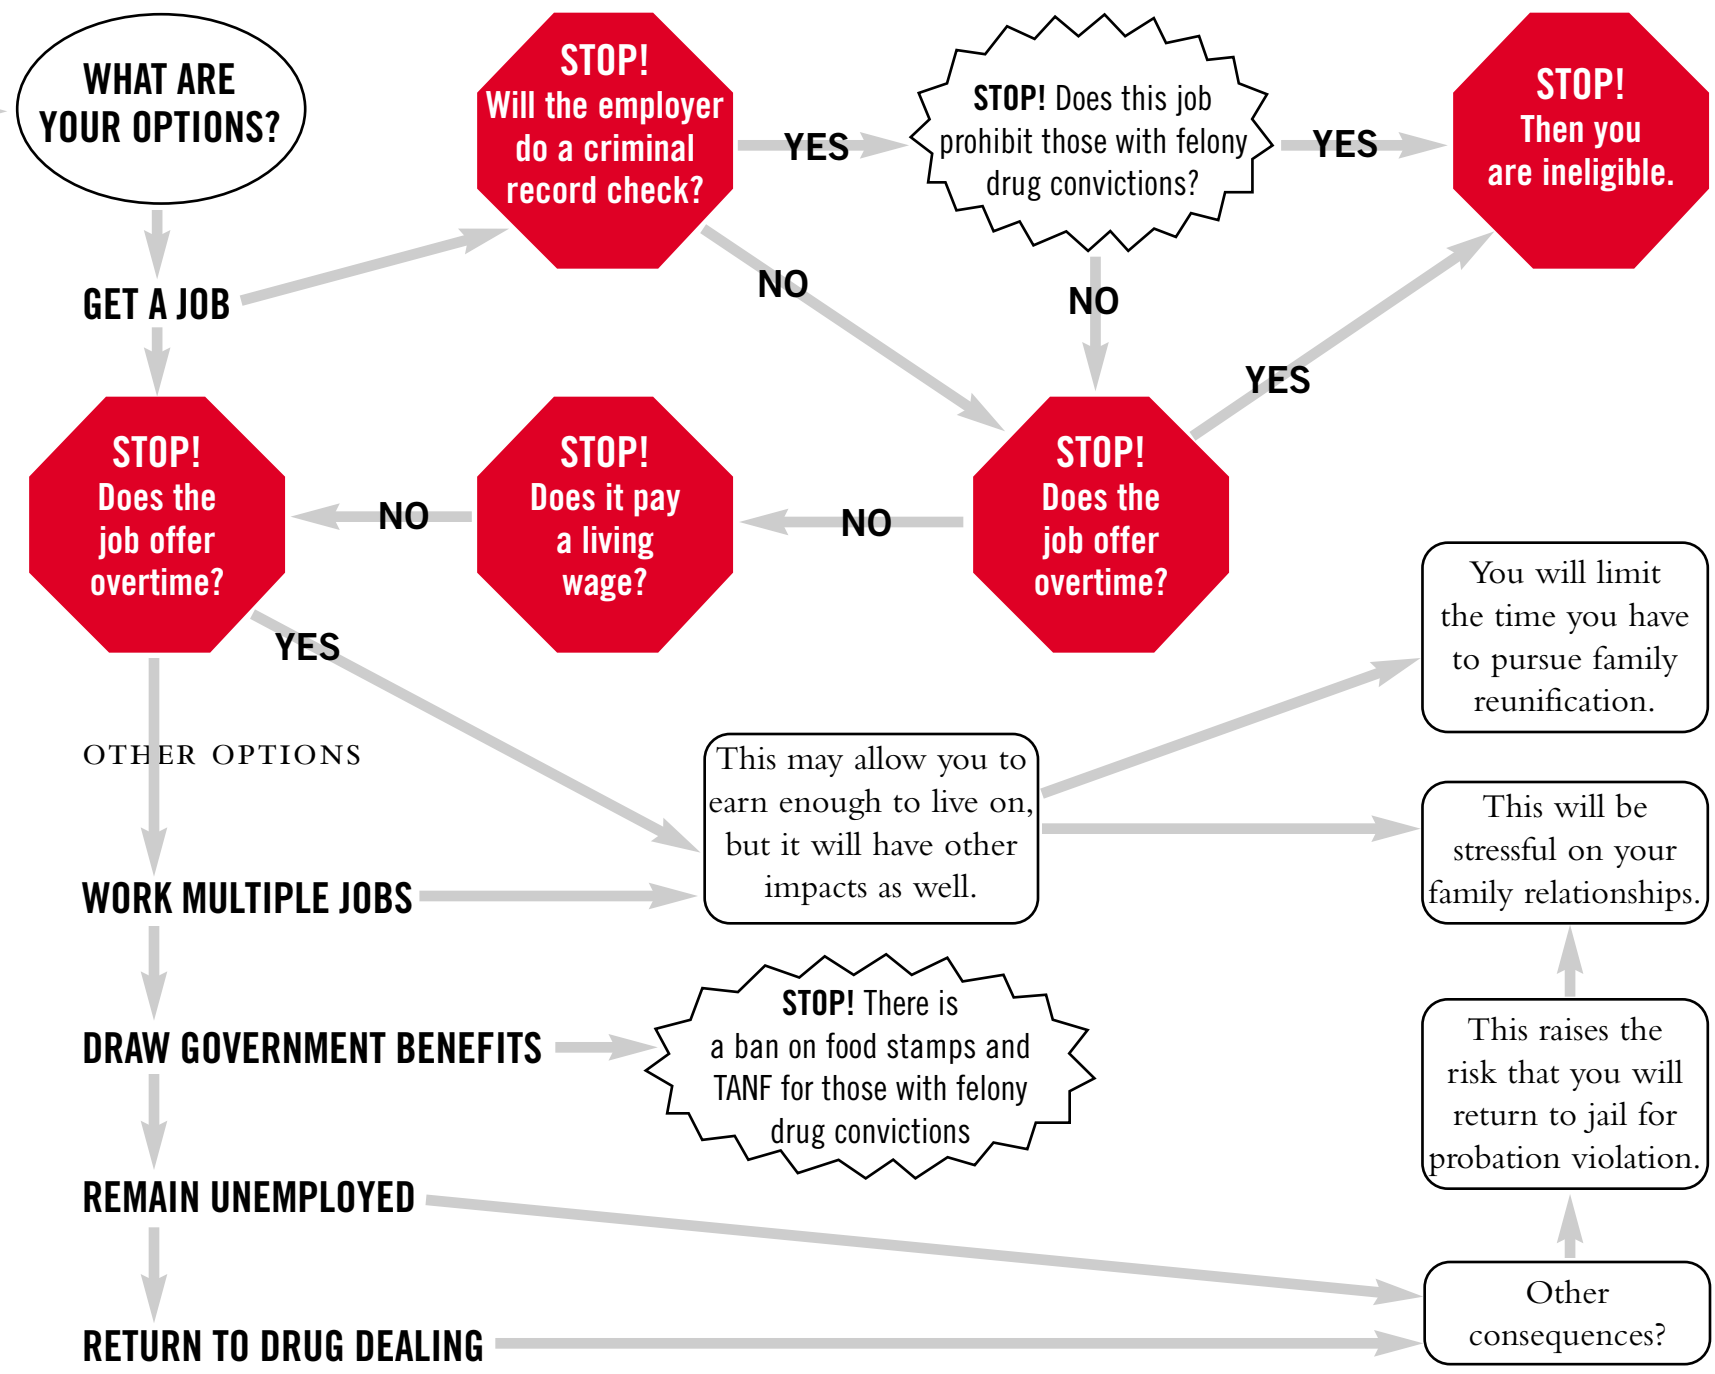 WHAT ARE
YOUR OPTIONS?
STOP!
Will the employer
do a criminal
record check?
YES
STOP! Does this job
prohibit those with felony
drug convictions?
YES
STOP!
Then you
are ineligible.
GET A JOB
NO
NO
YES
STOP!
Does the
job offer
overtime?
NO
STOP!
Does it pay
a living
wage?
NO
STOP!
Does the
job offer
overtime?
YES
You will limit
the time you have
to pursue family
reunification.
OTHER OPTIONS
This may allow you to
earn enough to live on,
but it will have other
impacts as well.
This will be
stressful on your
family relationships.
WORK MULTIPLE JOBS
DRAW GOVERNMENT BENEFITS
STOP! There is
a ban on food stamps and
TANF for those with felony
drug convictions
This raises the
risk that you will
return to jail for
probation violation.
REMAIN UNEMPLOYED
Other
consequences?
RETURN TO DRUG DEALING